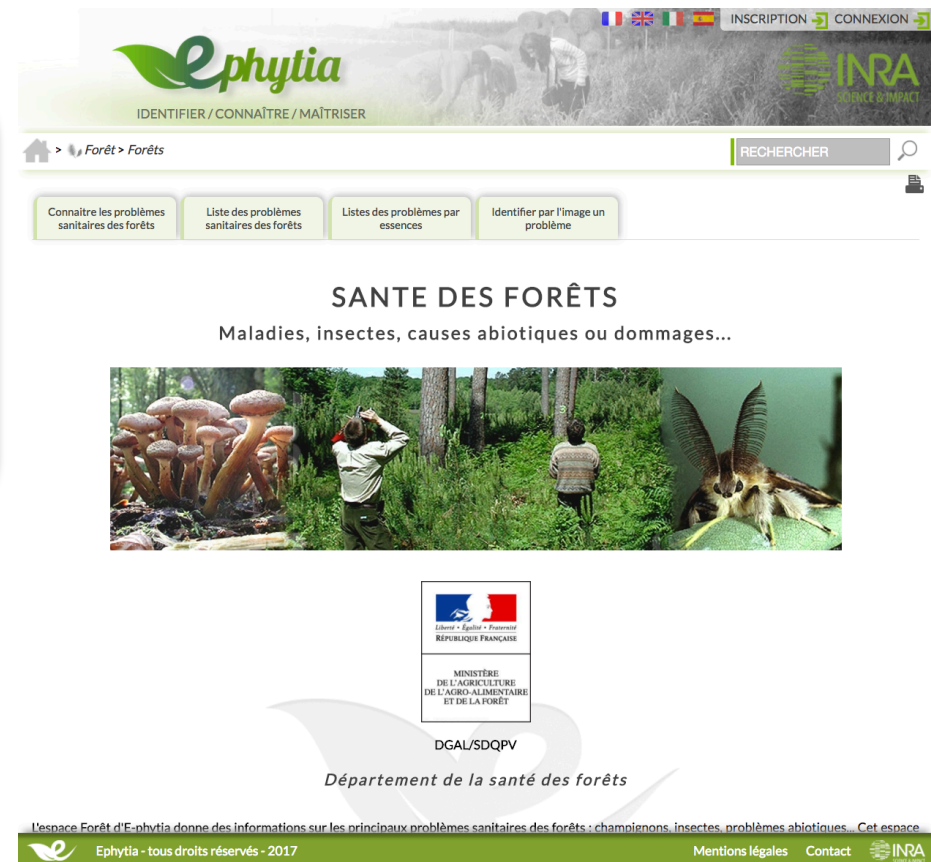 INSCRIPTION CONNEXION
ephytia
INRA
SCIENCE & IMPACT
IDENTIFIER / CONNAÎTRE / MAÎTRISER
> Forêt > Forêts
RECHERCHER
Connaitre les problèmes
sanitaires des forêts
Liste des problèmes
sanitaires des forêts
Listes des problèmes par
essences
Identifier par l'image un
problème
SANTE DES FORÊTS
Maladies, insectes, causes abiotiques ou dommages...
3
Liberté • Égalité • Fraternité
RÉPUBLIQUE FRANÇAISE
MINISTÈRE
DE L'AGRICULTURE
DE L'AGRO-ALIMENTAIRE
ET DE LA FORÊT
DGAL/SDQPV
Département de la santé des forêts
L'espace Forêt d'E-phytia donne des informations sur les principaux problèmes sanitaires des forêts : champignons, insectes, problèmes abiotiques... Cet espace
Ephytia - tous droits réservés - 2017
Mentions légales Contact INRA